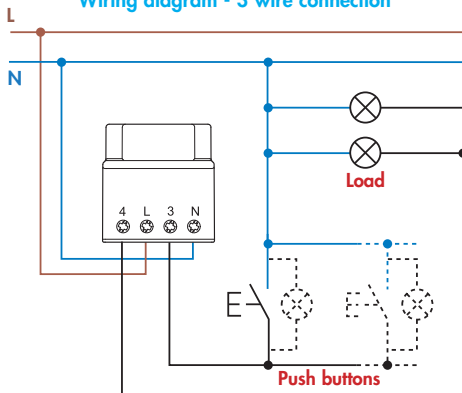 Wiring diagram - 3 wire connection
L
N
Load
4 L 3 N
Push buttons